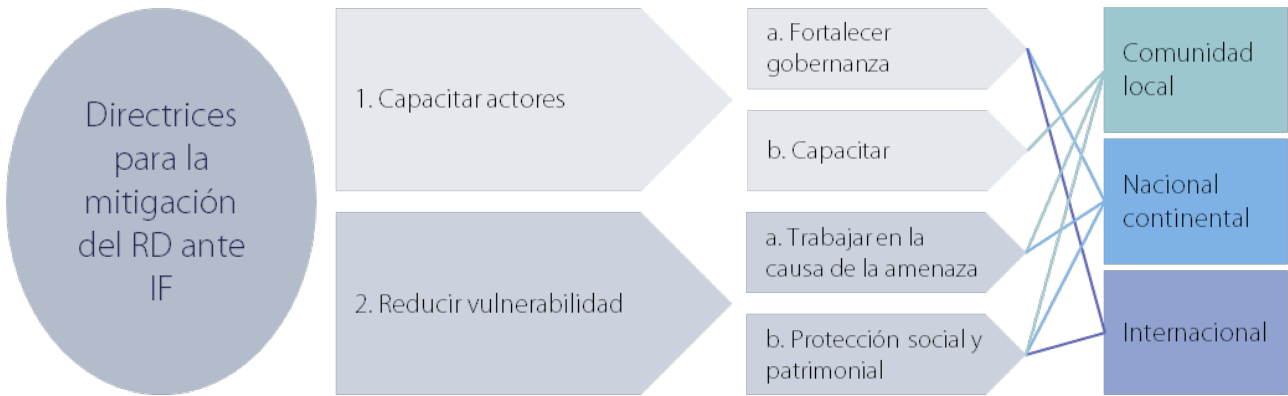 Directrices
para la
mitigación
del RD ante
IF
1. Capacitar actores
2. Reducir vulnerabilidad
a. Fortalecer
gobernanza
b. Capacitar
a. Trabajar en la
causa de la amenaza
b. Protección social y
patrimonial
Comunidad
local
Nacional
continental
Internacional